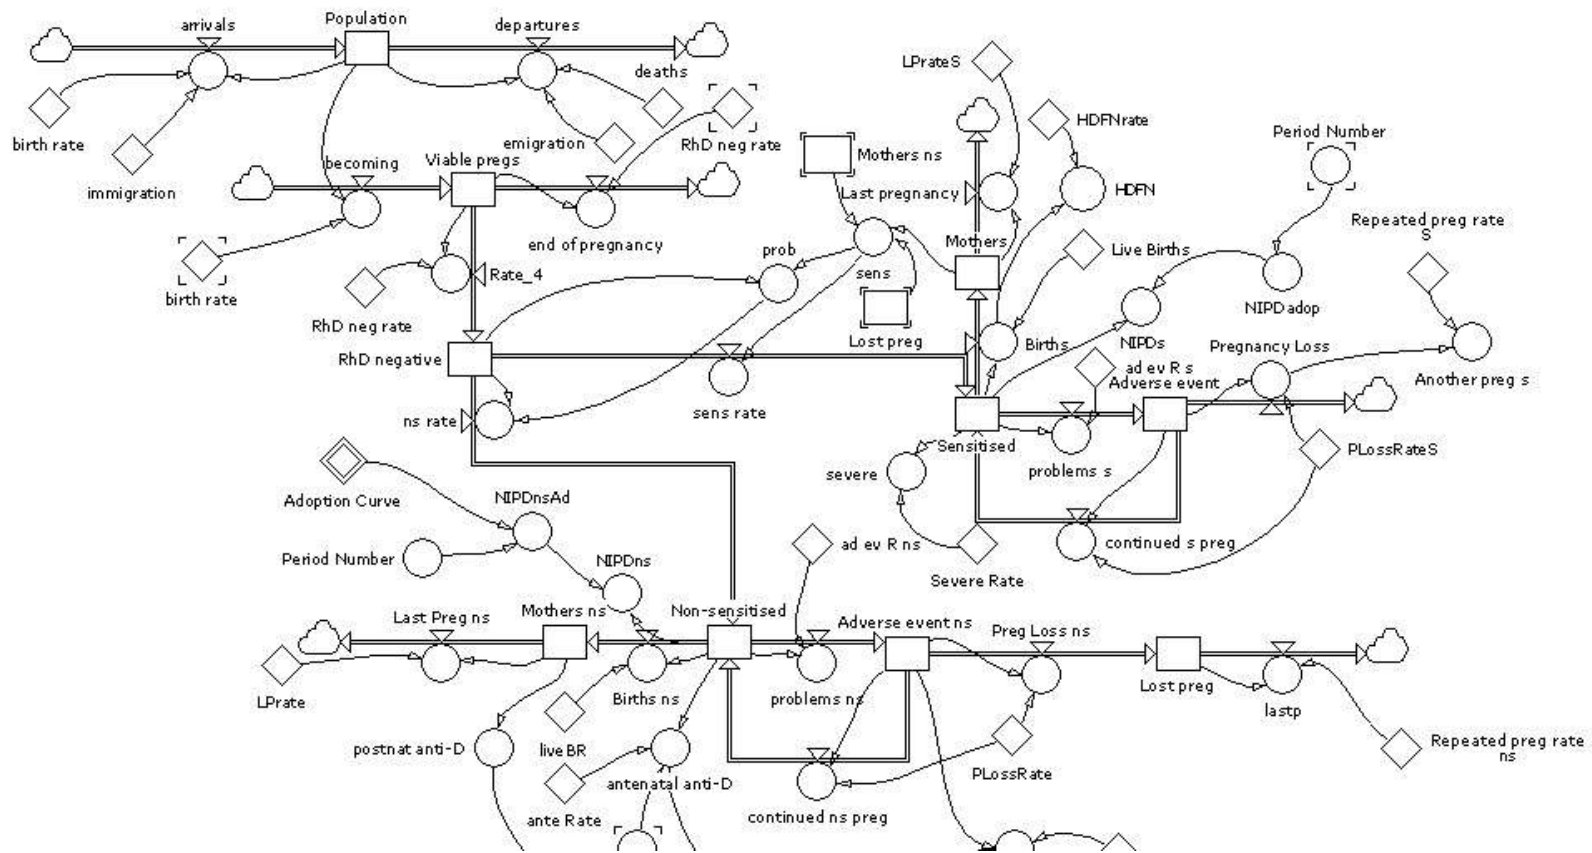 Population
arrivals
departures
deaths
LPrateS
birth rate
immigration
emigration
RhD neg rate
HDFNrate
Period Number
becoming
Viable pregs
Mothers ns
Last pregnancy
HDFN
Repeated preg rate
S
end of pregnancy
birth rate
prob
sens
Mothers
Live Births
Rate_4
RhD neg rate
NIPD adop
Lost preg
RhD negative
Births
NIPDs
Pregnancy Loss
ad ev R s
Adverse event
Another preg s
sens rate
ns rate
Sensitised
problems s
PLossRateS
severe
Adoption Curve
NIPDnsAd
ad ev R ns
continued s preg
Period Number
NIPDns
Severe Rate
Last Preg ns
Mothers ns
Non-sensitised
Adverse event ns
Preg Loss ns
LPrate
Births ns
problems ns
Lost preg
lastp
postnat anti-D
live BR
antenatal anti-D
PLossRate
Repeated preg rate
ns
ante Rate
continued ns preg